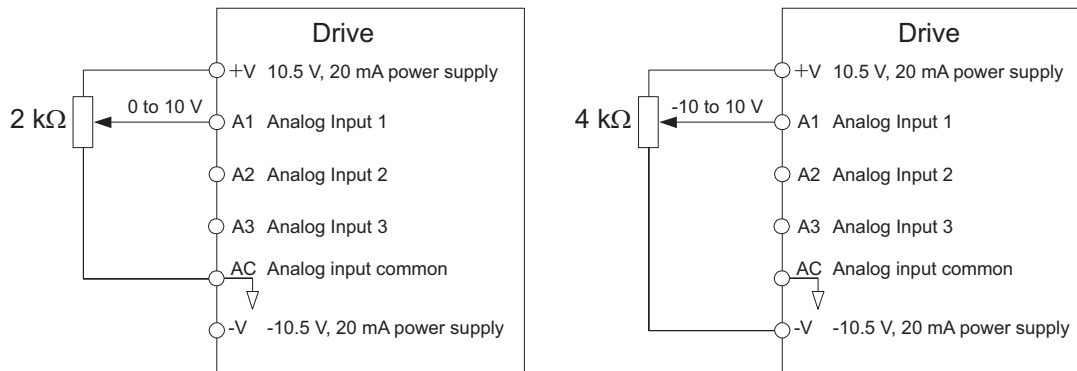 Drive
+V 10.5 V, 20 mA power supply
2 kΩ
0 to 10 V
A1 Analog Input 1
A2 Analog Input 2
A3 Analog Input 3
AC Analog input common
-V -10.5 V, 20 mA power supply
Drive
+V 10.5 V, 20 mA power supply
4 kΩ
-10 to 10 V
A1 Analog Input 1
A2 Analog Input 2
A3 Analog Input 3
AC Analog input common
-V -10.5 V, 20 mA power supply